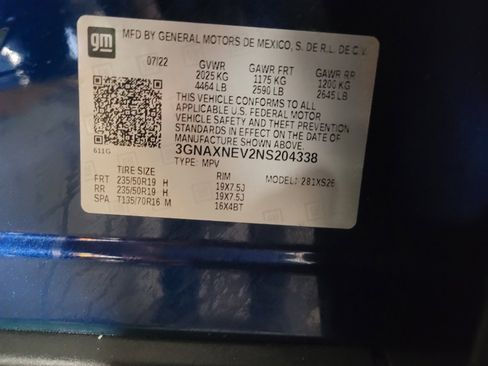 gm
MFD BY GENERAL MOTORS DE MEXICO, S. DE R.L. DE C.V.
07/22 GVWR GAWR FRT GAWR RR
2025 KG 1175 KG 1200 KG
4464 LB 2590 LB 2645 LB
THIS VEHICLE CONFORMS TO ALL
APPLICABLE U.S. FEDERAL MOTOR
VEHICLE SAFETY AND THEFT PREVENTION
STANDARDS IN EFFECT ON THE DATE OF
MANUFACTURE SHOWN ABOVE.
611G 3GNAXNEV2NS204338
TYPE: MPV
TIRE SIZE RIM MODEL: 281XS26
FRT 235/50R19 H 19X7.5J
RR 235/50R19 H 19X7.5J
SPA T135/70R16 M 16X4BT